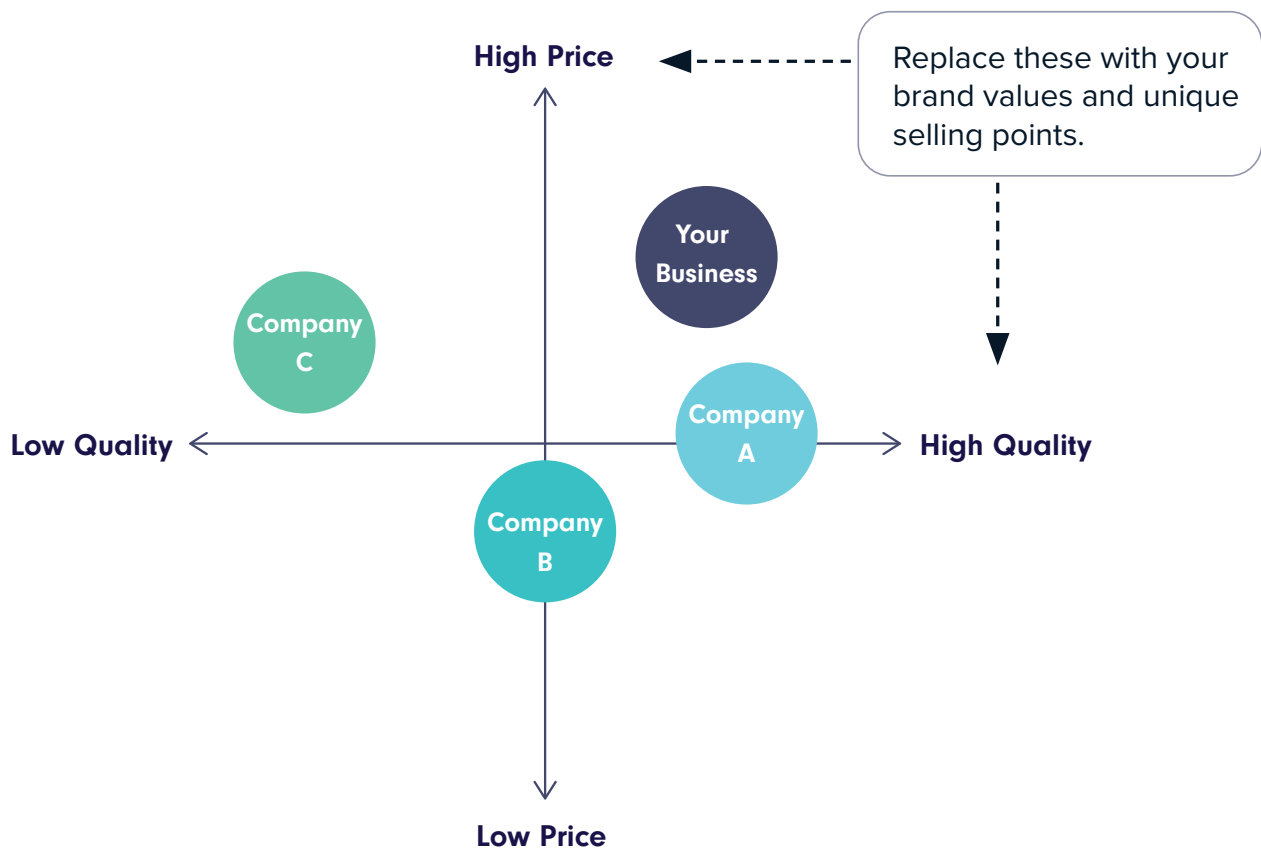 High Price
Replace these with your
brand values and unique
selling points.
Your
Business
Company
C
Company
A
Low Quality
High Quality
Company
B
Low Price